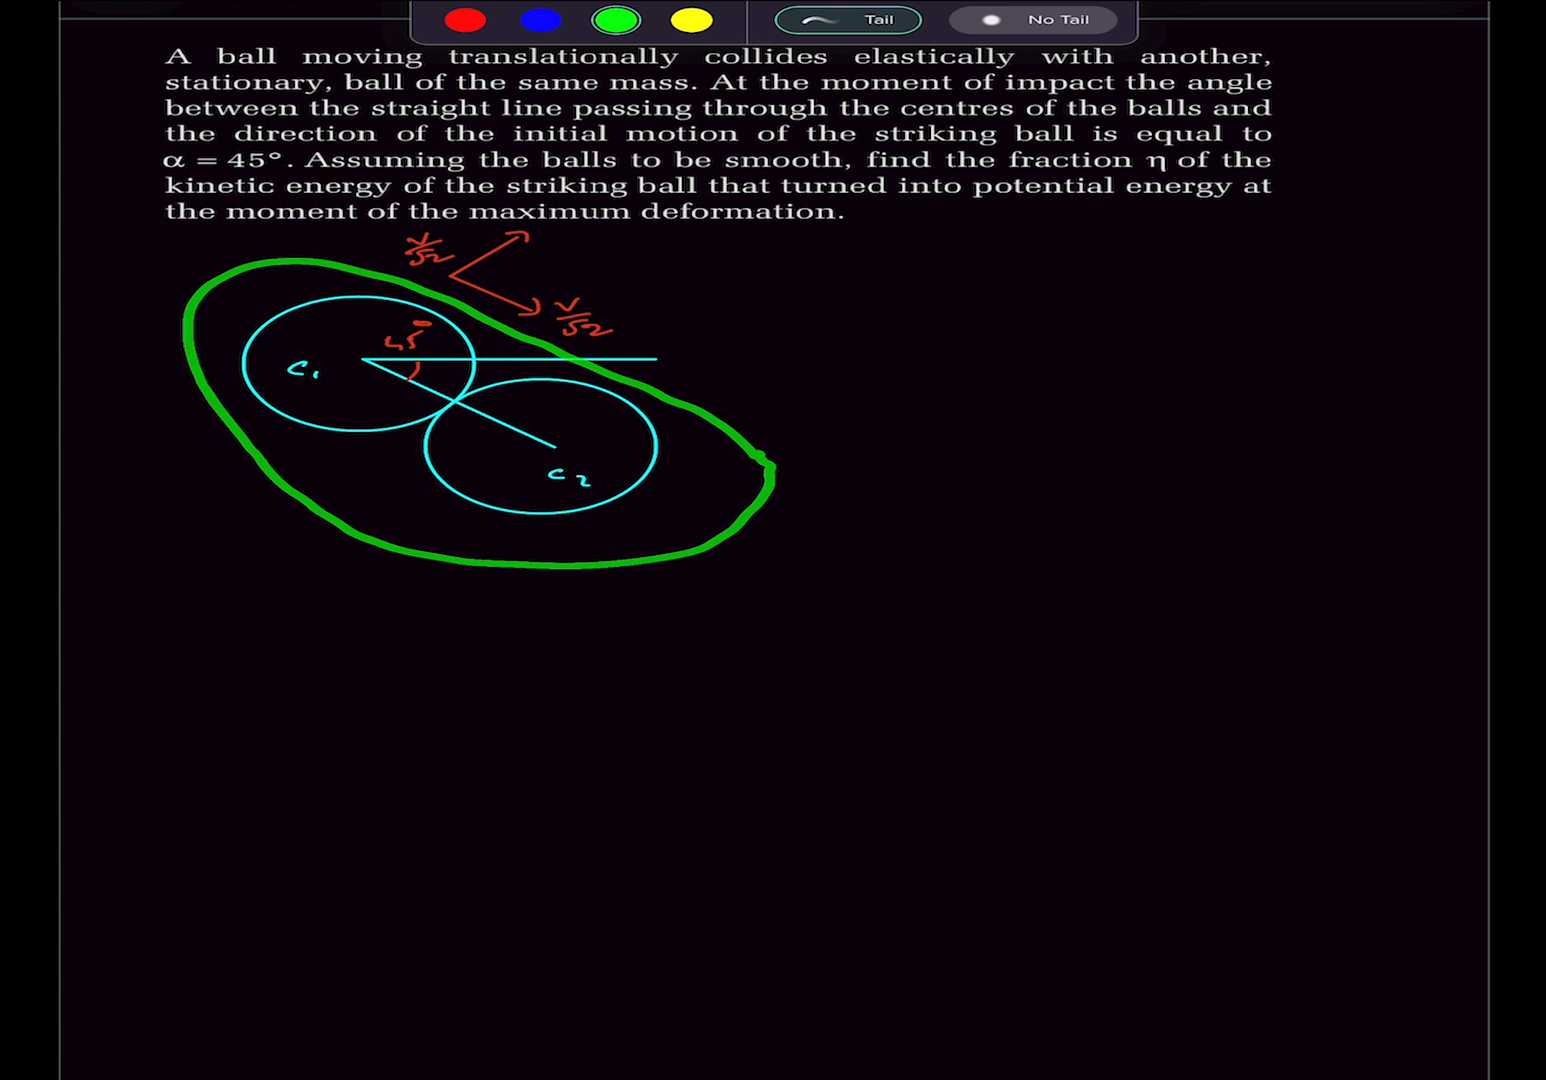 Tail
No Tail
A ball moving translationally collides elastically with another,
stationary, ball of the same mass. At the moment of impact the angle
between the straight line passing through the centres of the balls and
the direction of the initial motion of the striking ball is equal to
α = 45°. Assuming the balls to be smooth, find the fraction η of the
kinetic energy of the striking ball that turned into potential energy at
the moment of the maximum deformation.
v/√2
v/√2
45°
C₁
C₂